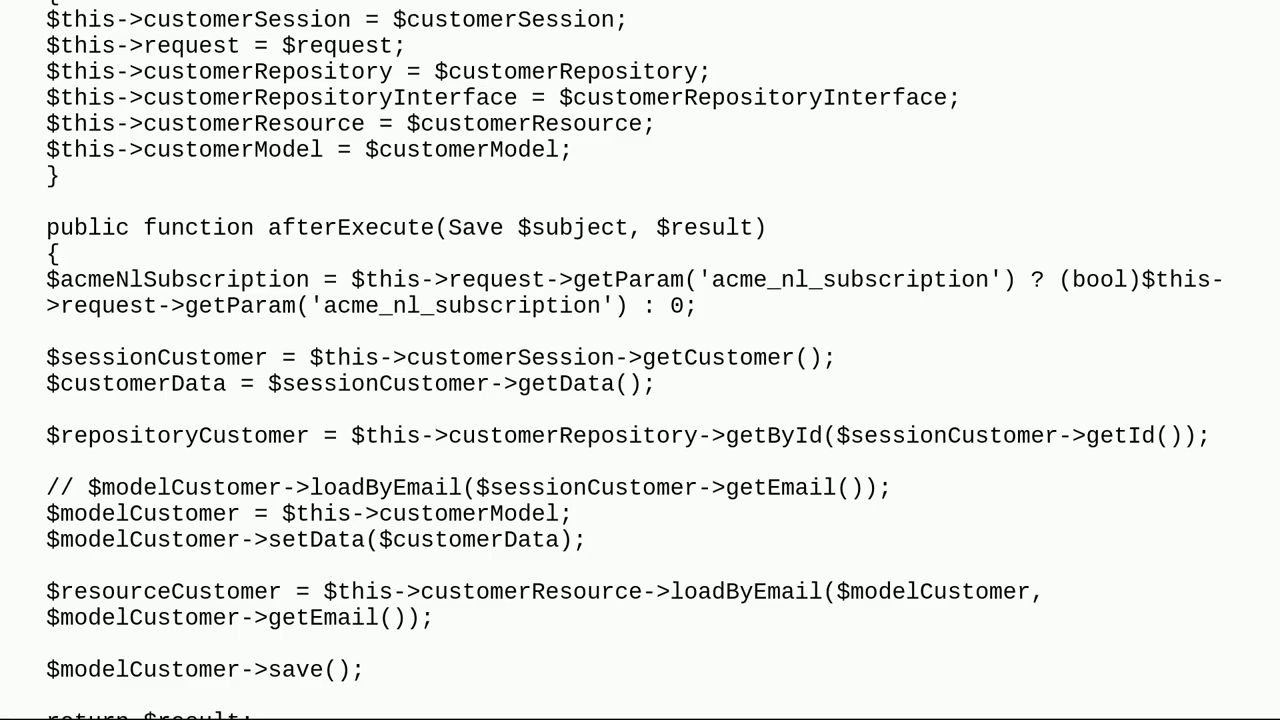 {
$this->customerSession = $customerSession;
$this->request = $request;
$this->customerRepository = $customerRepository;
$this->customerRepositoryInterface = $customerRepositoryInterface;
$this->customerResource = $customerResource;
$this->customerModel = $customerModel;
}
public function afterExecute(Save $subject, $result)
{
$acmeNlSubscription = $this->request->getParam('acme_nl_subscription') ? (bool)$this-
>request->getParam('acme_nl_subscription') : 0;
$sessionCustomer = $this->customerSession->getCustomer();
$customerData = $sessionCustomer->getData();
$repositoryCustomer = $this->customerRepository->getById($sessionCustomer->getId());
// $modelCustomer->loadByEmail($sessionCustomer->getEmail());
$modelCustomer = $this->customerModel;
$modelCustomer->setData($customerData);
$resourceCustomer = $this->customerResource->loadByEmail($modelCustomer,
$modelCustomer->getEmail());
$modelCustomer->save();
return $result;